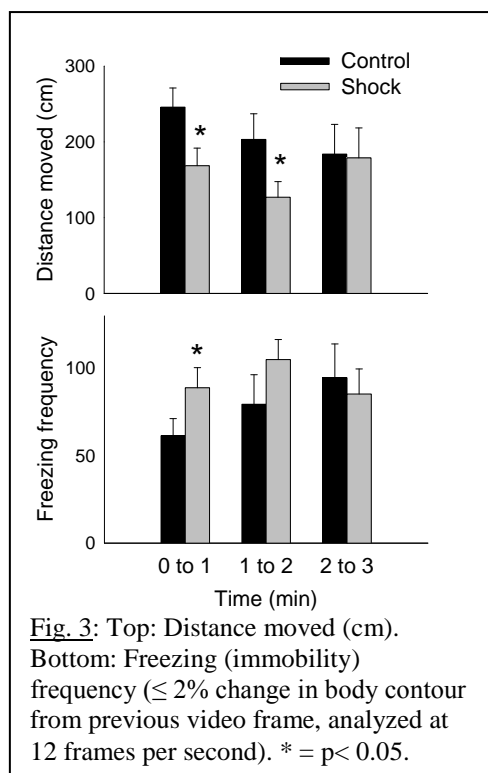 Control
Shock
Distance moved (cm)
300
200
100
0
*
*
Freezing frequency
100
50
0
*
0 to 1 1 to 2 2 to 3
Time (min)
Fig. 3: Top: Distance moved (cm).
Bottom: Freezing (immobility)
frequency (≤ 2% change in body contour
from previous video frame, analyzed at
12 frames per second). * = p< 0.05.